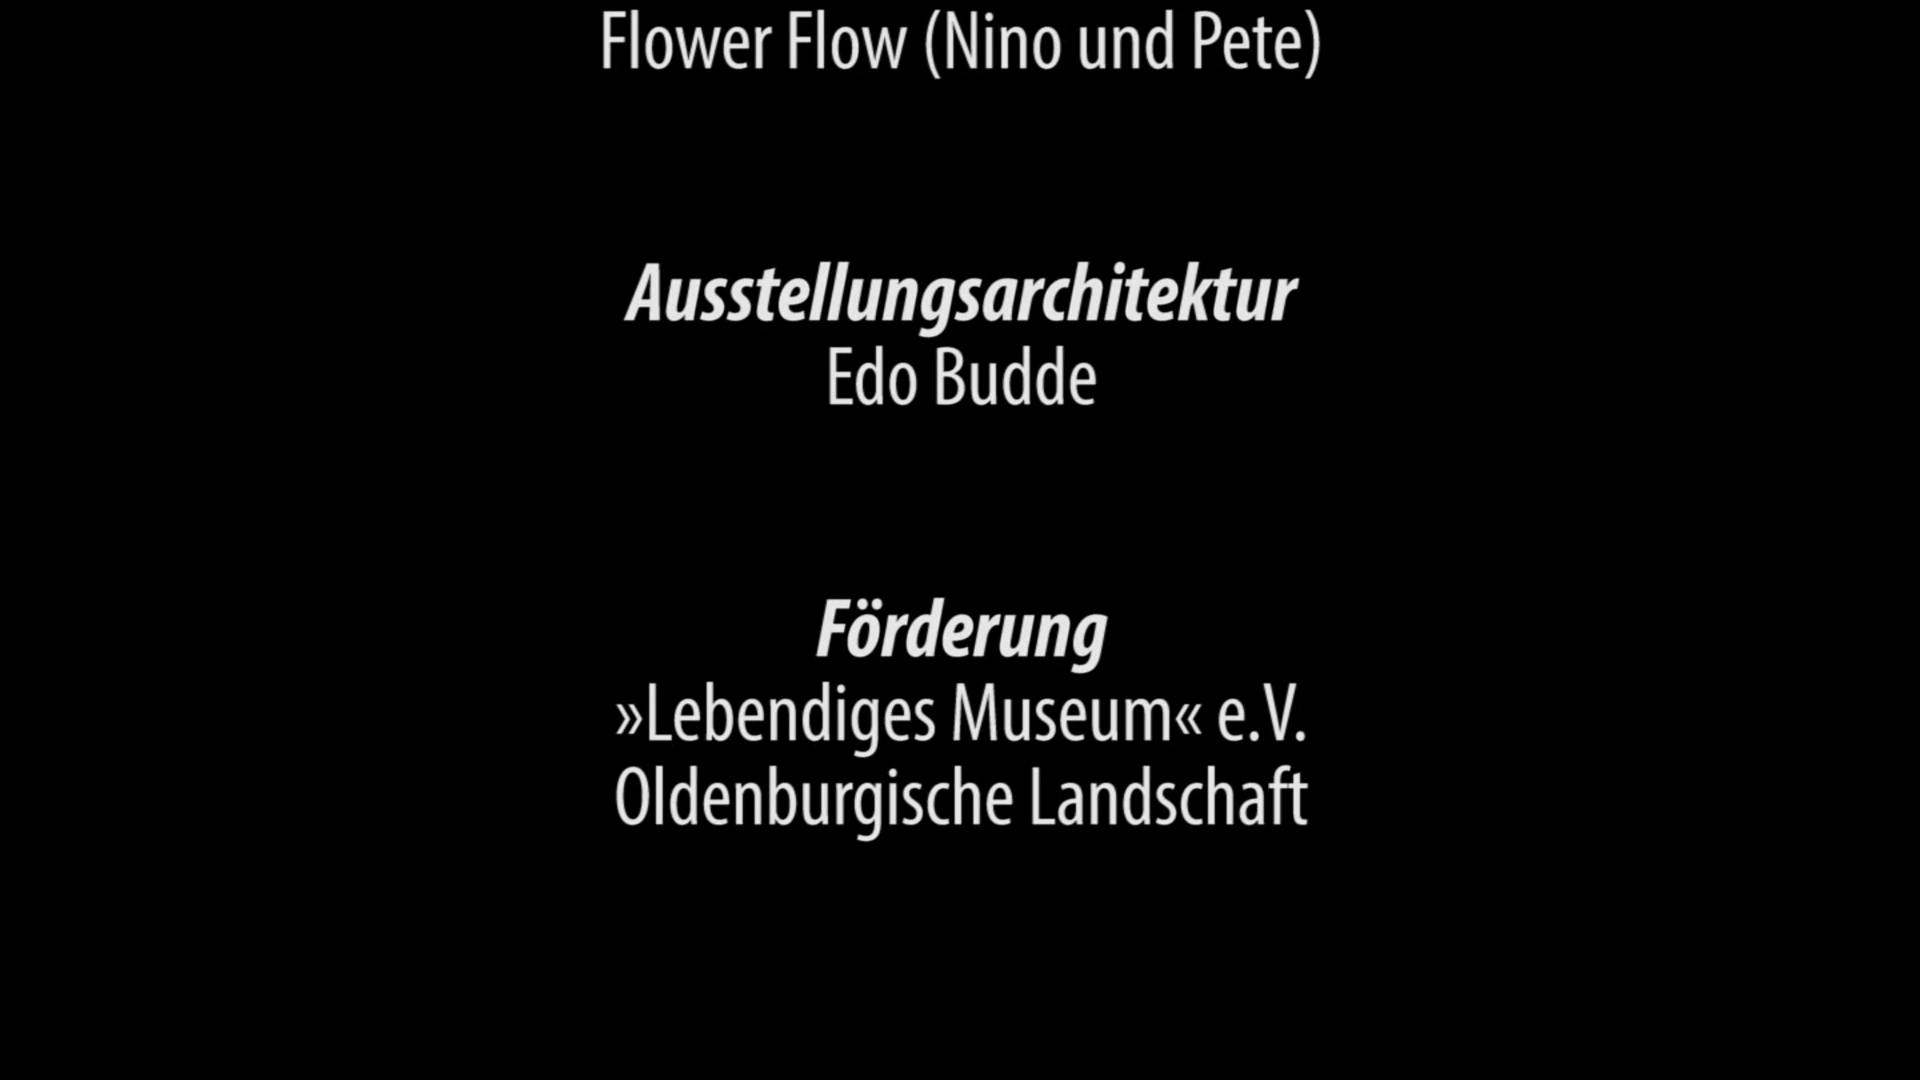 Flower Flow (Nino und Pete)
Ausstellungsarchitektur
Edo Budde
Förderung
»Lebendiges Museum« e.V.
Oldenburgische Landschaft